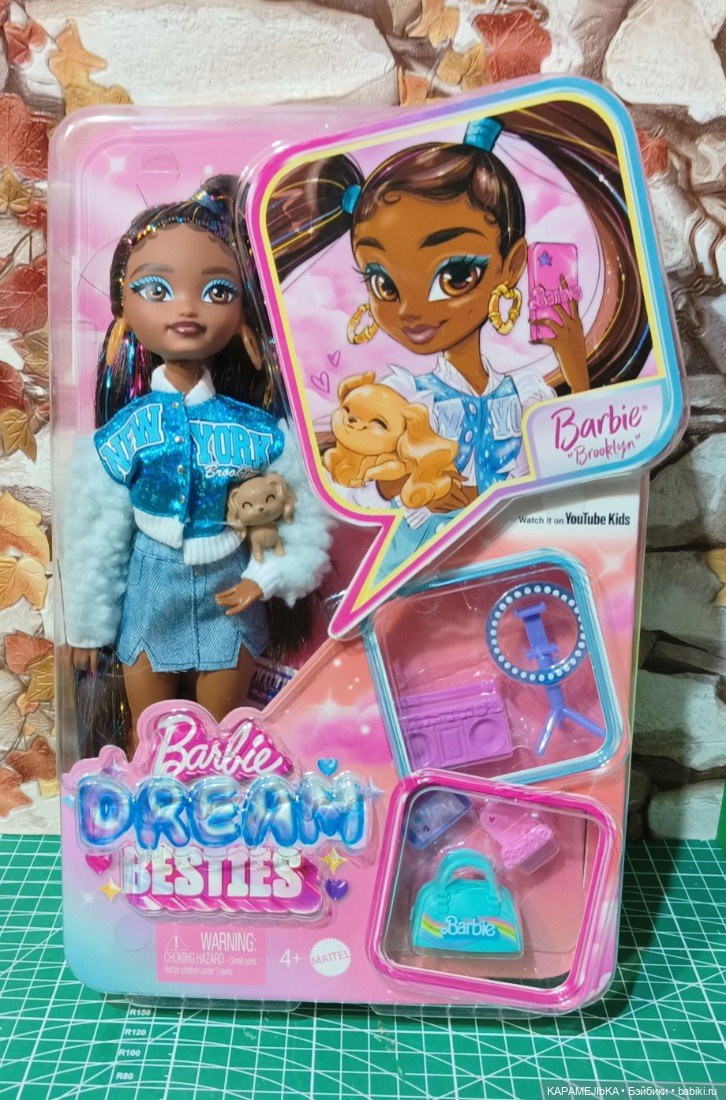 Barbie
Barbie®
"Brooklyn"
NEW YORK
Watch it on YouTube Kids
Barbie
DREAM
BESTIES
Barbie
WARNING:
CHOKING HAZARD - Small parts
Not for children under 3 years
4+
MATTEL
R150
R120
R100
R80
КАРАМЕЛЬКА • Бэйбики • babiki.ru